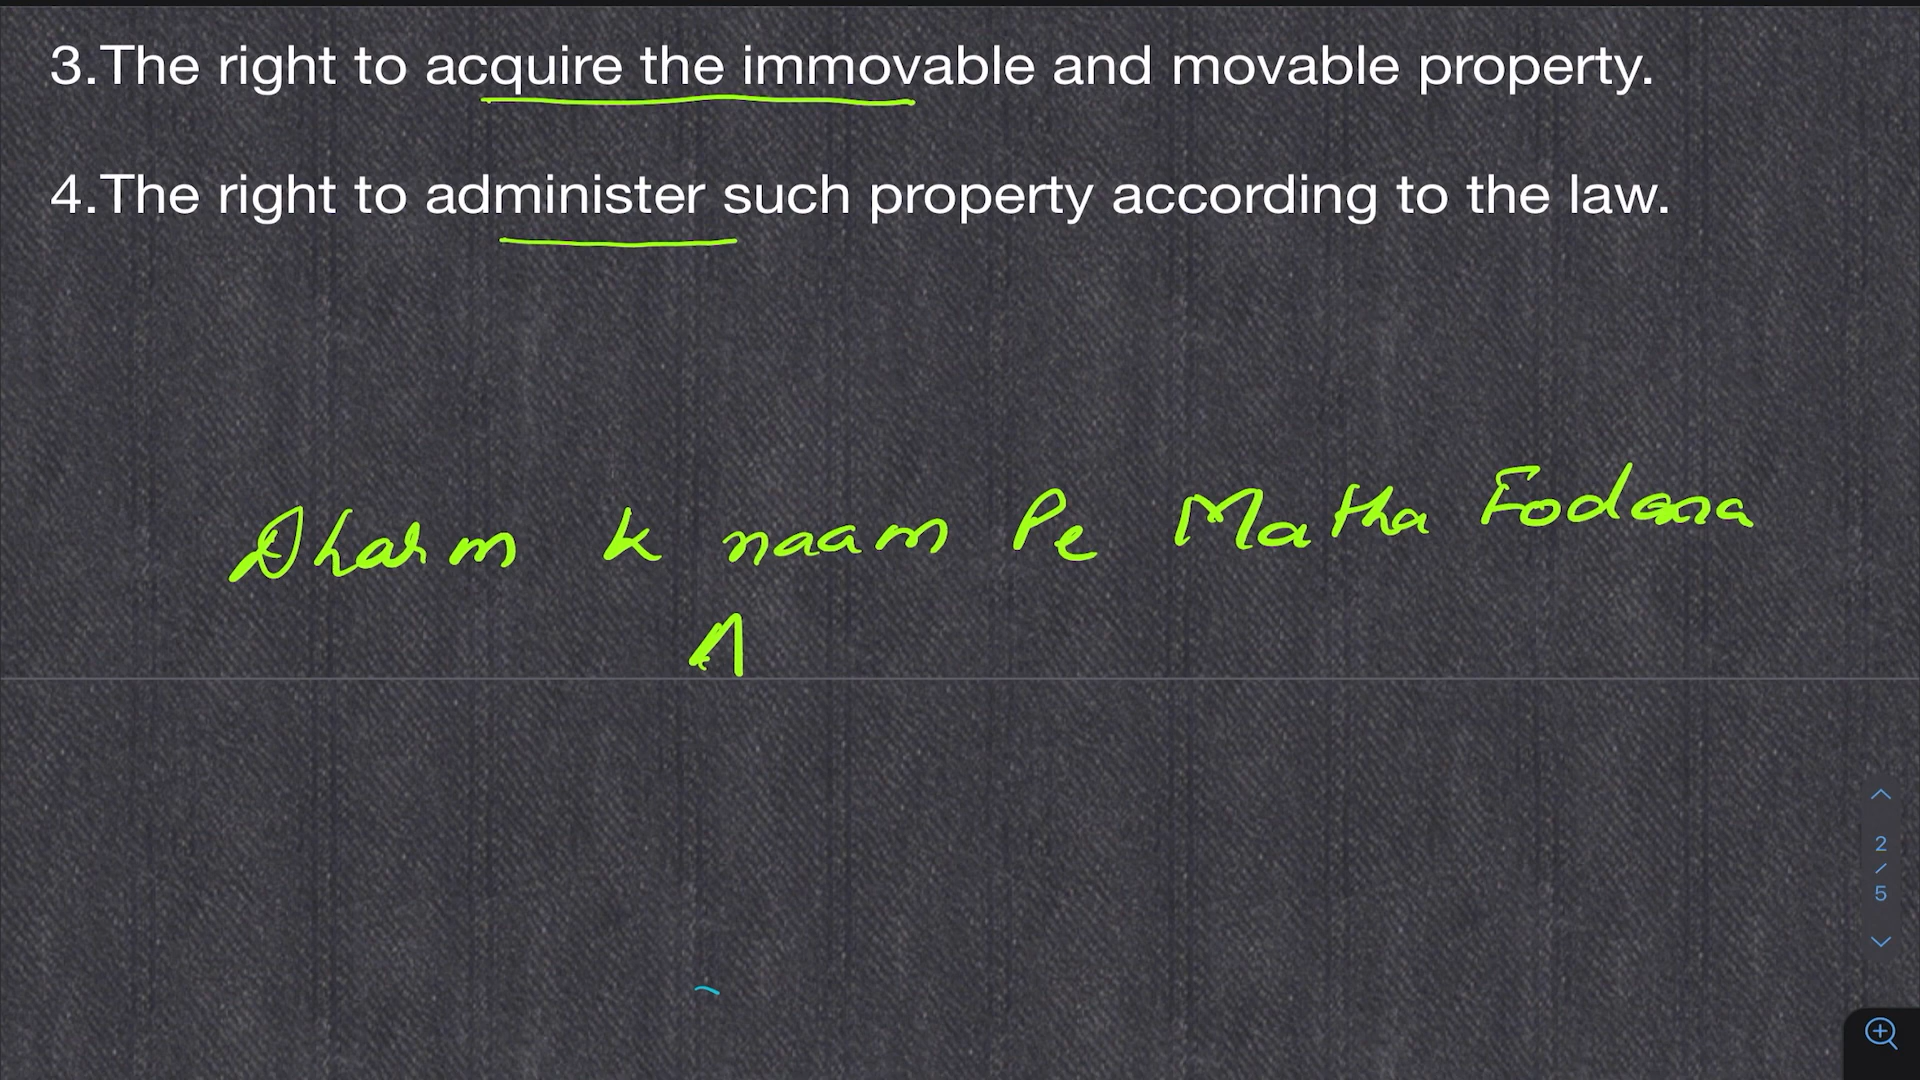 3.The right to acquire the immovable and movable property.
4.The right to administer such property according to the law.
Dharm k naam Pe Matha Fodana
2
/
5